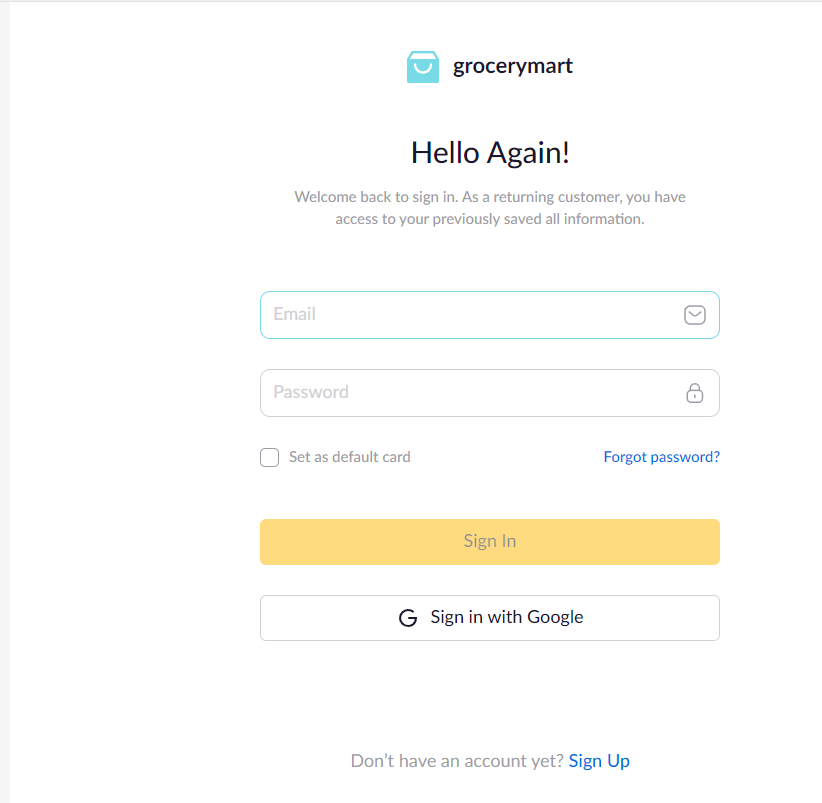 grocerymart
Hello Again!
Welcome back to sign in. As a returning customer, you have
access to your previously saved all information.
Email
Password
Set as default card
Forgot password?
Sign In
Sign in with Google
Don’t have an account yet? Sign Up